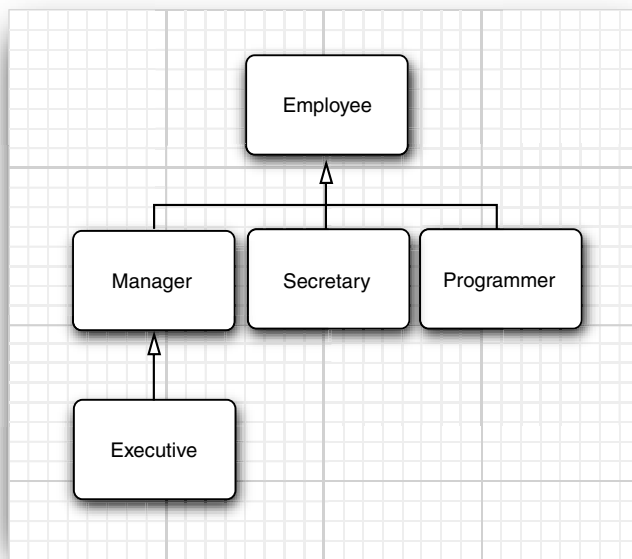 Employee
Manager
Secretary
Programmer
Executive